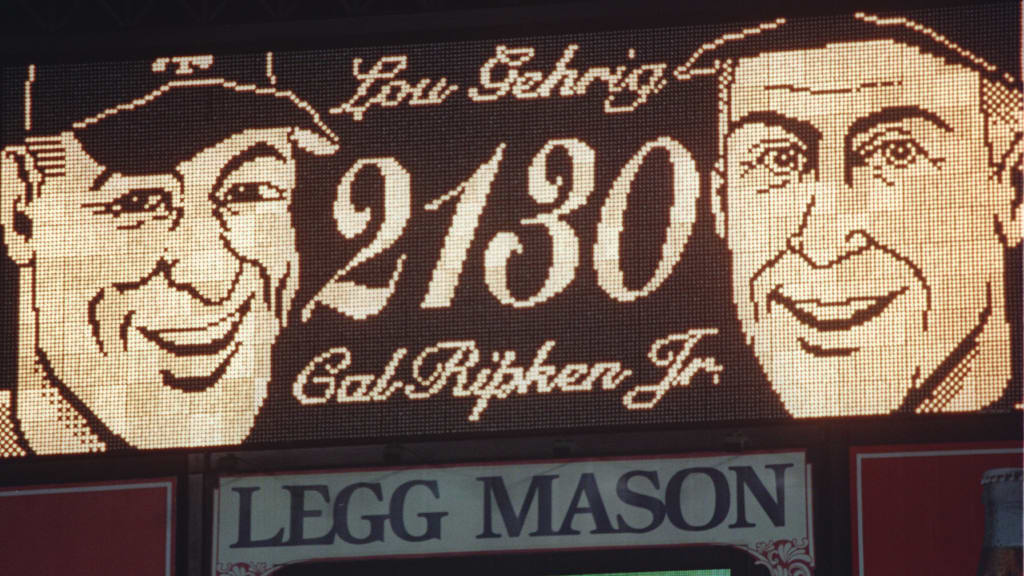 Lou Gehrig
2130
Cal Ripken Jr.
LEGG MASON